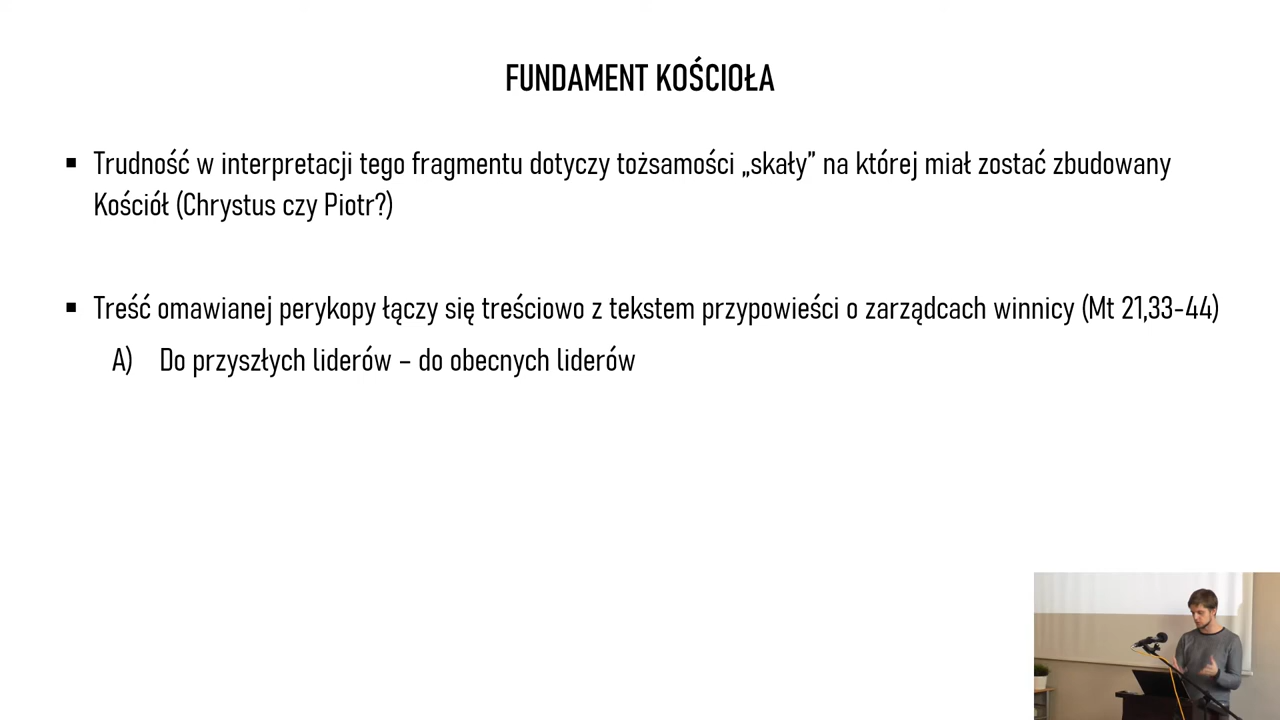 FUNDAMENT KOŚCIOŁA
▪ Trudność w interpretacji tego fragmentu dotyczy tożsamości „skały” na której miał zostać zbudowany
Kościół (Chrystus czy Piotr?)
▪ Treść omawianej perykopy łączy się treściowo z tekstem przypowieści o zarządcach winnicy (Mt 21,33-44)
A) Do przyszłych liderów – do obecnych liderów